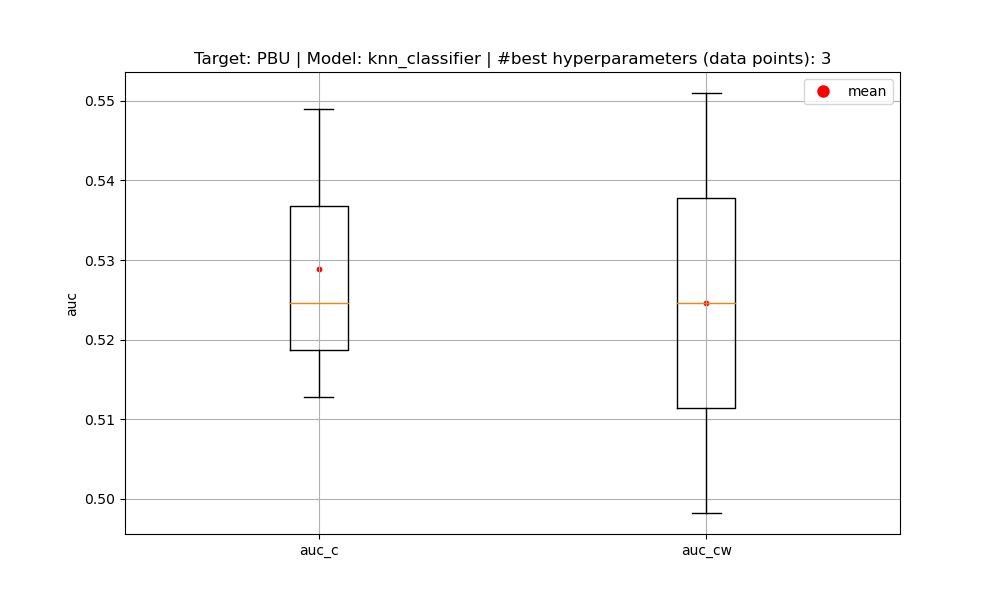 Target: PBU | Model: knn_classifier | #best hyperparameters (data points): 3
mean
0.55
0.54
0.53
0.52
0.51
0.50
auc
auc_c
auc_cw